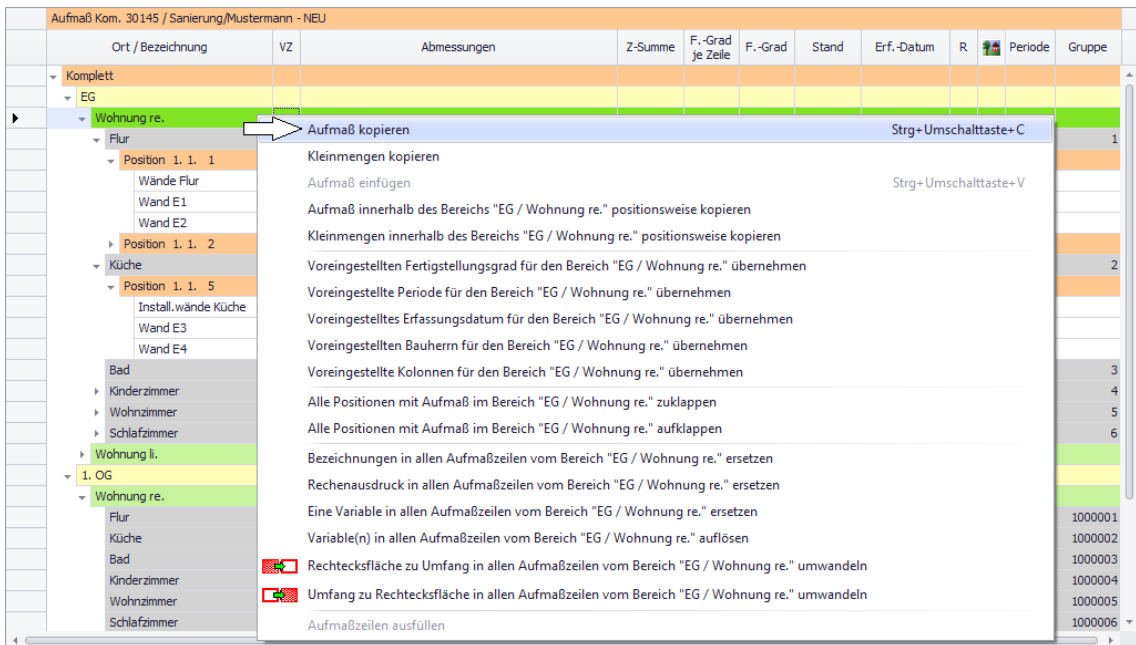 Aufmaß Kom. 30145 / Sanierung/Mustermann - NEU
Ort / Bezeichnung VZ Abmessungen Z-Summe F.-Grad je Zeile F.-Grad Stand Erf.-Datum R Periode Gruppe
Komplett
EG
Wohnung re.
Aufmaß kopieren Strg+Umschalttaste+C
Flur 1
Kleinmengen kopieren
Position 1. 1. 1
Wände Flur
Aufmaß einfügen Strg+Umschalttaste+V
Wand E1
Aufmaß innerhalb des Bereichs "EG / Wohnung re." positionsweise kopieren
Wand E2
Kleinmengen innerhalb des Bereichs "EG / Wohnung re." positionsweise kopieren
Position 1. 1. 2
Küche 2
Voreingestellten Fertigstellungsgrad für den Bereich "EG / Wohnung re." übernehmen
Position 1. 1. 5
Voreingestellte Periode für den Bereich "EG / Wohnung re." übernehmen
Install.wände Küche
Voreingestelltes Erfassungsdatum für den Bereich "EG / Wohnung re." übernehmen
Wand E3
Voreingestellten Bauherrn für den Bereich "EG / Wohnung re." übernehmen
Wand E4
Voreingestellte Kolonnen für den Bereich "EG / Wohnung re." übernehmen
Bad 3
Kinderzimmer 4
Alle Positionen mit Aufmaß im Bereich "EG / Wohnung re." zuklappen
Wohnzimmer 5
Alle Positionen mit Aufmaß im Bereich "EG / Wohnung re." aufklappen
Schlafzimmer 6
Wohnung li.
Bezeichnungen in allen Aufmaßzeilen vom Bereich "EG / Wohnung re." ersetzen
1. OG
Rechenausdruck in allen Aufmaßzeilen vom Bereich "EG / Wohnung re." ersetzen
Wohnung re.
Eine Variable in allen Aufmaßzeilen vom Bereich "EG / Wohnung re." ersetzen
Flur 1000001
Küche 1000002
Variable(n) in allen Aufmaßzeilen vom Bereich "EG / Wohnung re." auflösen
Bad 1000003
Rechtecksfläche zu Umfang in allen Aufmaßzeilen vom Bereich "EG / Wohnung re." umwandeln
Kinderzimmer 1000004
Umfang zu Rechtecksfläche in allen Aufmaßzeilen vom Bereich "EG / Wohnung re." umwandeln
Wohnzimmer 1000005
Schlafzimmer 1000006
Aufmaßzeilen ausfüllen